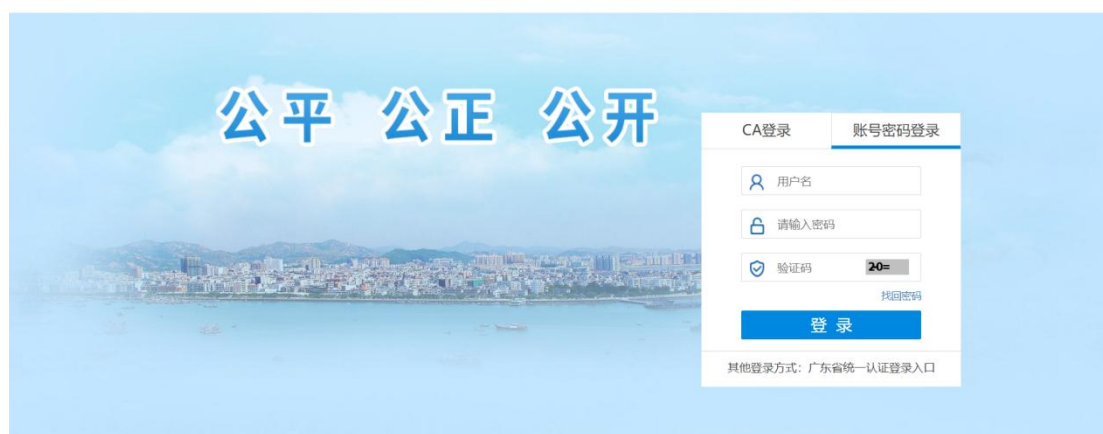 公平 公正 公开
CA登录
账号密码登录
用户名
请输入密码
验证码
2-0=
找回密码
登 录
其他登录方式：广东省统一认证登录入口